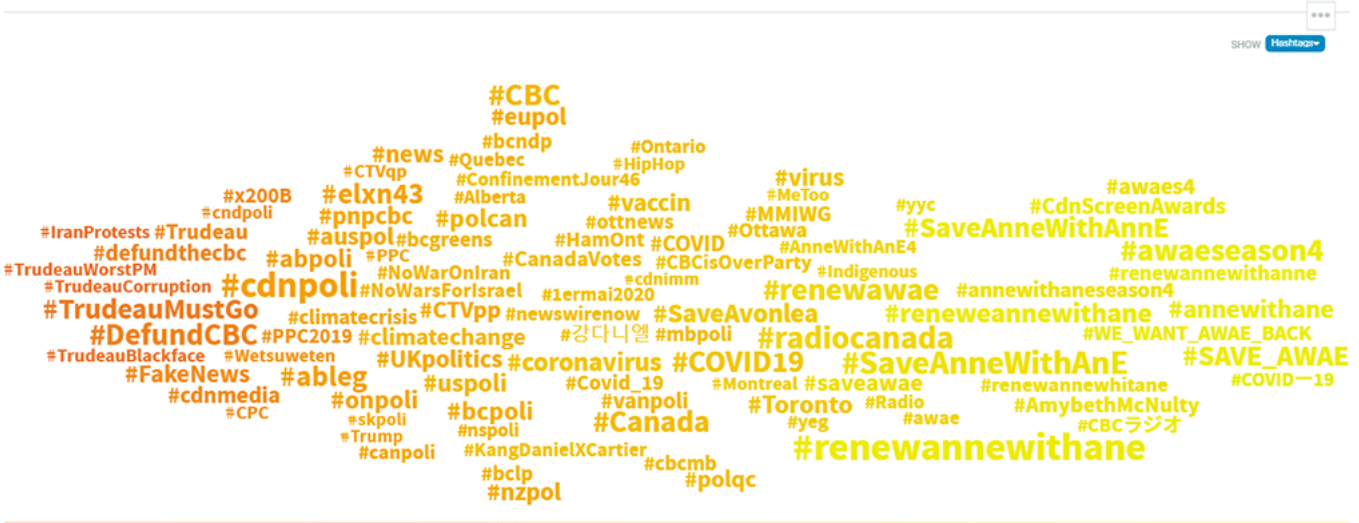 •••
SHOW Hashtags
#CBC
#eupol
#bcndp
#Ontario
#news
#Quebec
#HipHop
#CTVqp
#ConfinementJour46
#virus
#awaes4
#x200B
#elxn43
#Alberta
#vaccin
#MeToo
#yyc
#CdnScreenAwards
#cndpoli
#pnpcbc
#polcan
#ottnews
#MMIWG
#SaveAnneWithAnnE
#IranProtests
#Trudeau
#auspol
#bcgreens
#HamOnt
#COVID
#Ottawa
#AnneWithAnE4
#awaeseason4
#defundthecbc
#abpoli
#PPC
#CanadaVotes
#CBCisOverParty
#Indigenous
#renewannewithanne
#TrudeauWorstPM
#NoWarOnIran
#cdnimm
#TrudeauCorruption
#cdnpoli
#NoWarsForIsrael
#1ermai2020
#renewawae
#annewithaneseason4
#TrudeauMustGo
#climatecrisis
#CTVpp
#newswirenow
#SaveAvonlea
#reneweannewithane
#annewithane
#DefundCBC
#PPC2019
#climatechange
#강다니엘
#mbpoli
#radiocanada
#WE_WANT_AWAE_BACK
#TrudeauBlackface
#Wetsuweten
#UKpolitics
#coronavirus
#COVID19
#SaveAnneWithAnE
#SAVE_AWAE
#FakeNews
#ableg
#uspoli
#Covid_19
#Montreal
#saveawae
#renewannewhitane
#COVIDー19
#cdnmedia
#onpoli
#vanpoli
#Toronto
#Radio
#AmybethMcNulty
#CPC
#skpoli
#bcpoli
#Canada
#yeg
#awae
#CBCラジオ
#Trump
#nspoli
#canpoli
#KangDanielXCartier
#renewannewithane
#cbcmb
#bclp
#polqc
#nzpol